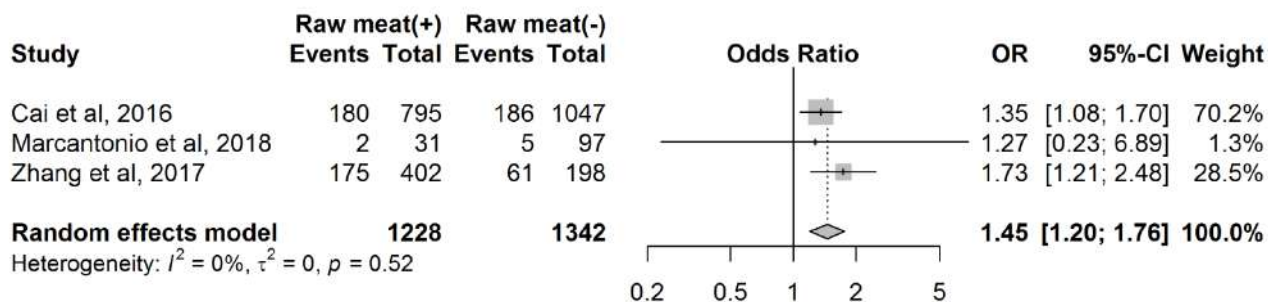 Raw meat(+) Raw meat(-)
Study Events Total Events Total Odds Ratio OR 95%-CI Weight
Cai et al, 2016 180 795 186 1047 1.35 [1.08; 1.70] 70.2%
Marcantonio et al, 2018 2 31 5 97 1.27 [0.23; 6.89] 1.3%
Zhang et al, 2017 175 402 61 198 1.73 [1.21; 2.48] 28.5%
Random effects model 1228 1342 1.45 [1.20; 1.76] 100.0%
Heterogeneity: I² = 0%, τ² = 0, p = 0.52
0.2 0.5 1 2 5